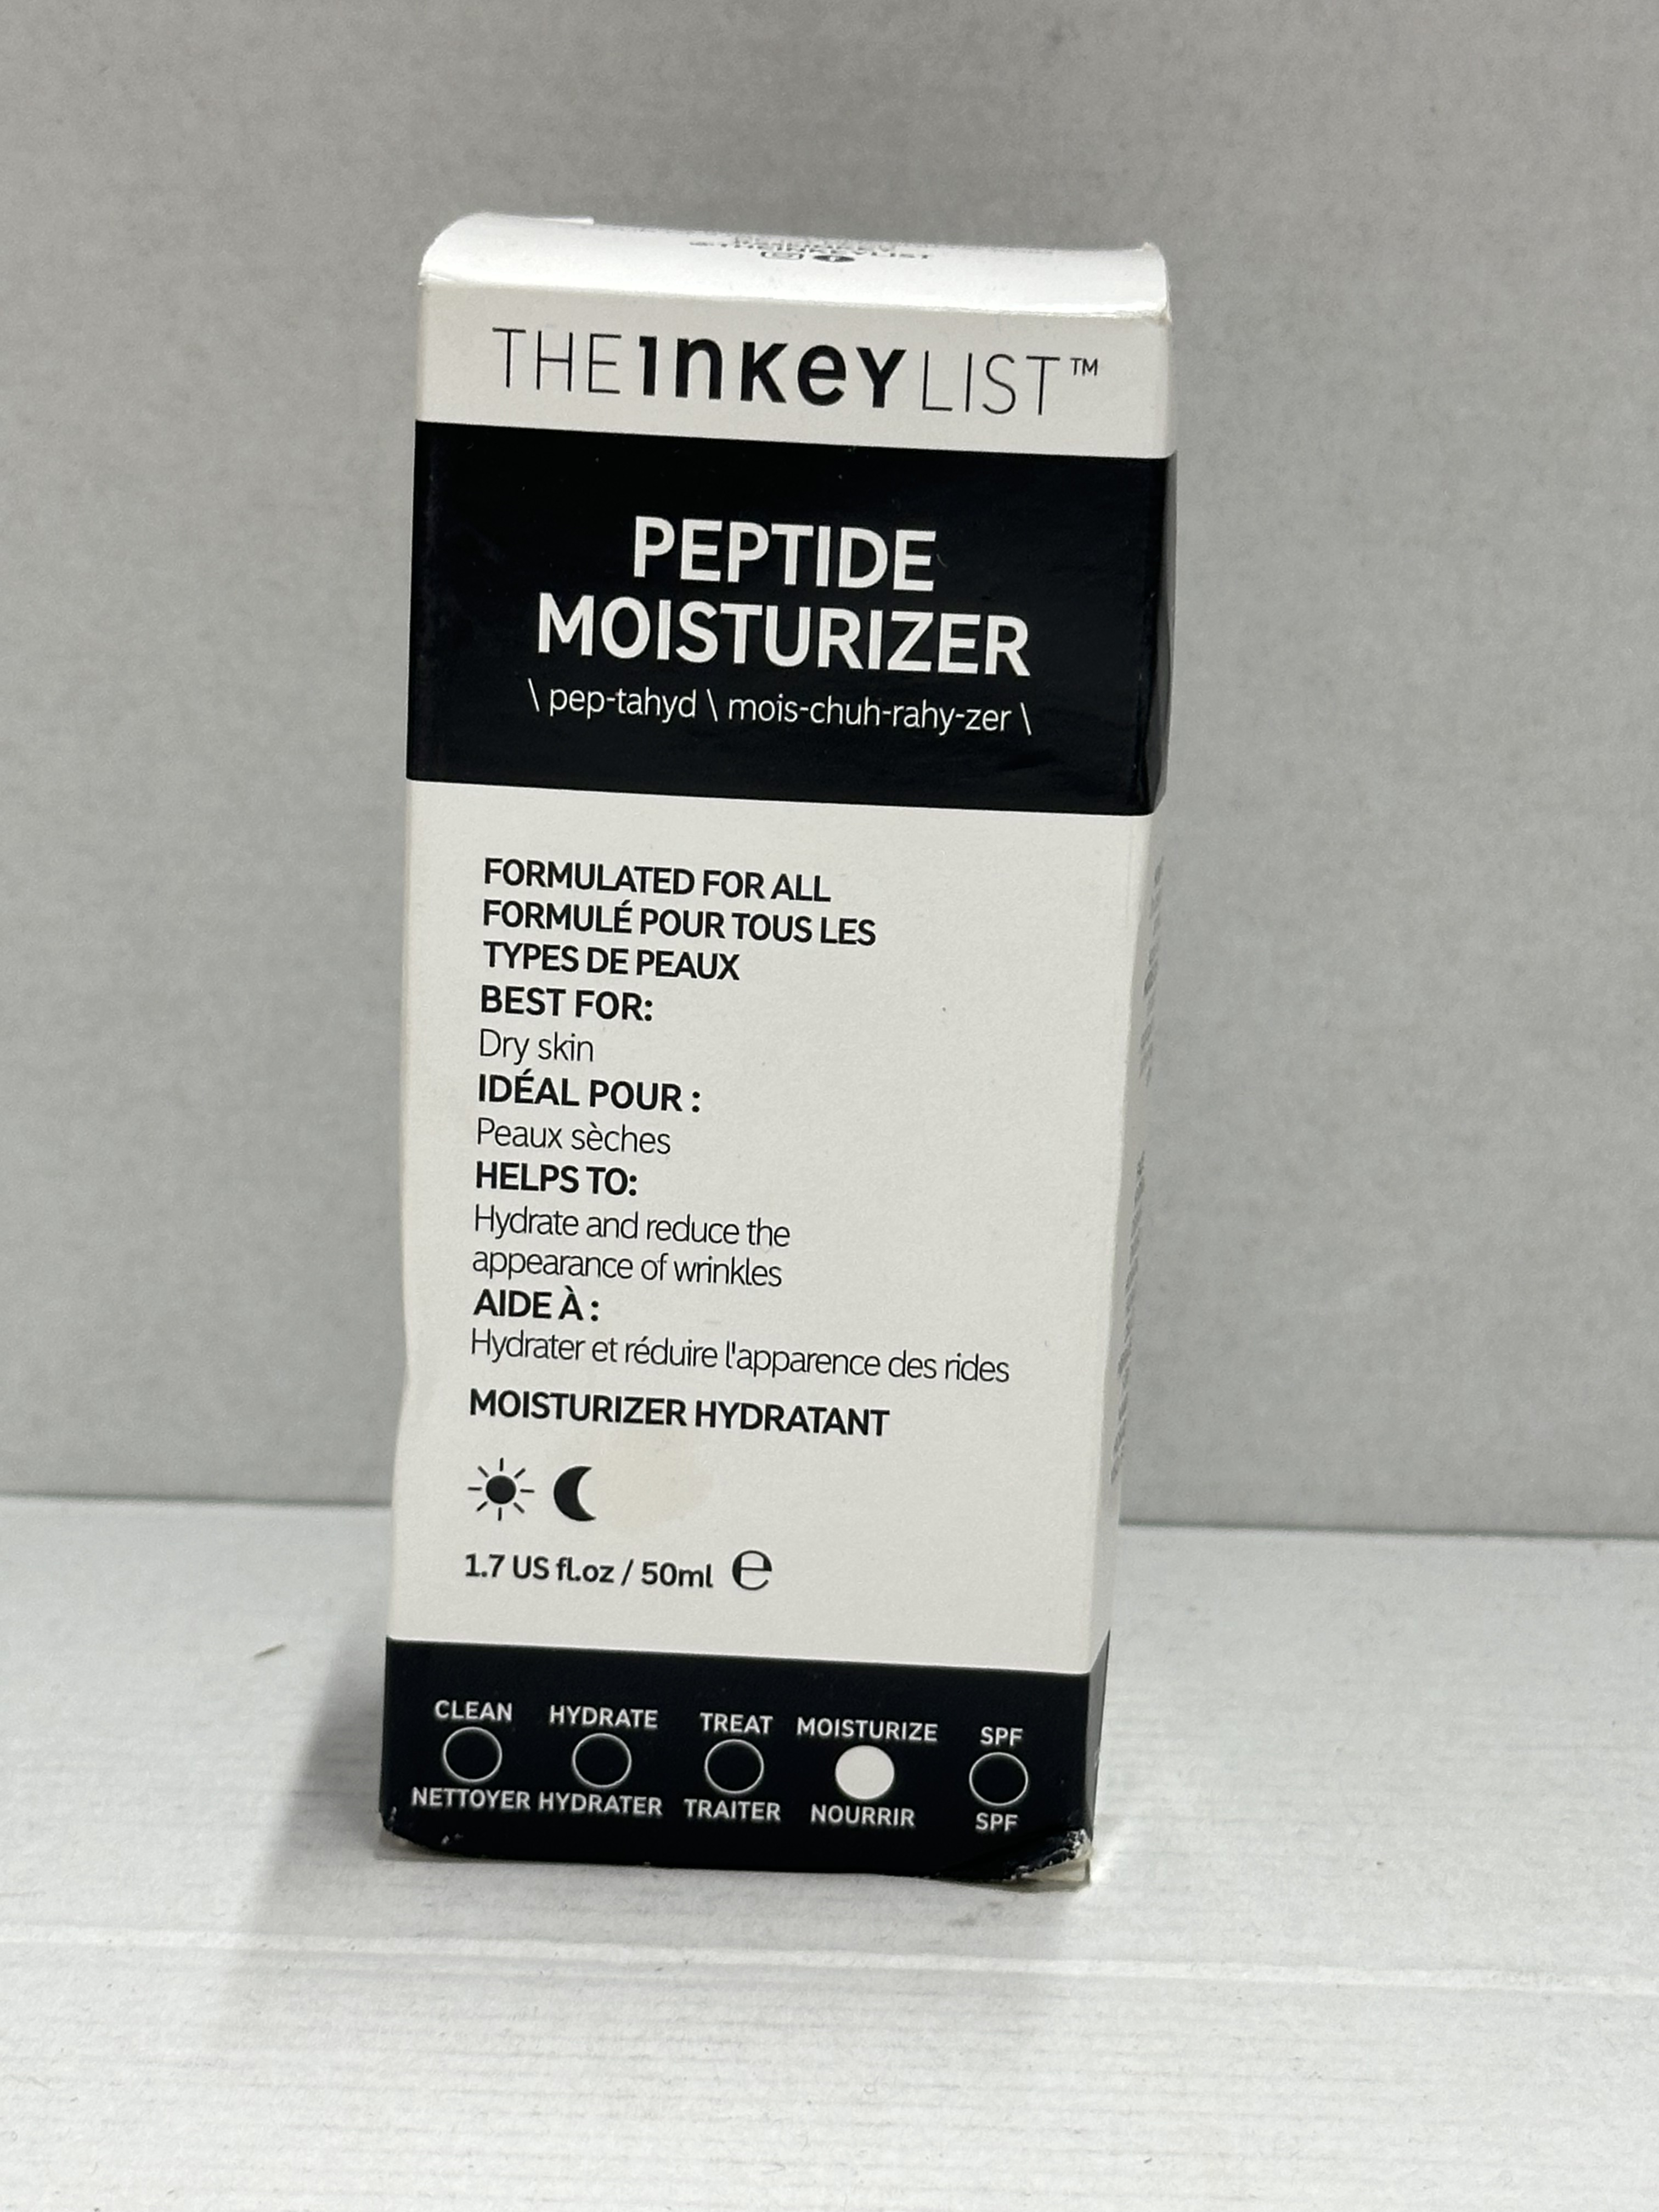 @THEINKEYLIST
THE INKEY LIST™
PEPTIDE
MOISTURIZER
\ pep-tahyd \ mois-chuh-rahy-zer \
FORMULATED FOR ALL
FORMULÉ POUR TOUS LES
TYPES DE PEAUX
BEST FOR:
Dry skin
IDÉAL POUR :
Peaux sèches
HELPS TO:
Hydrate and reduce the
appearance of wrinkles
AIDE À :
Hydrater et réduire l'apparence des rides
MOISTURIZER HYDRATANT
1.7 US fl.oz / 50ml ℮
CLEAN HYDRATE TREAT MOISTURIZE SPF
NETTOYER HYDRATER TRAITER NOURRIR SPF